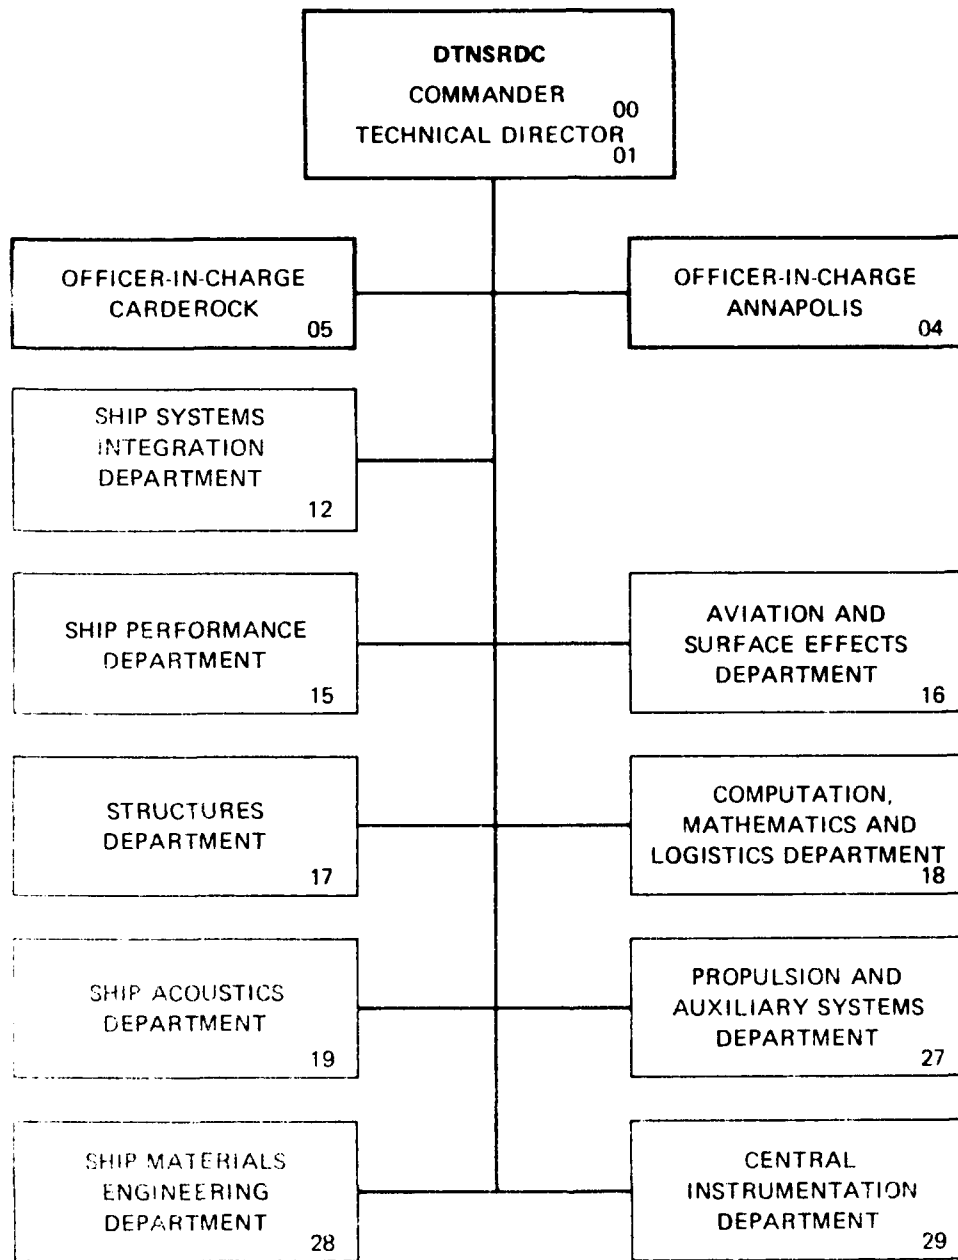 DTNSRDC
COMMANDER
00
TECHNICAL DIRECTOR
01
OFFICER-IN-CHARGE
CARDEROCK
05
OFFICER-IN-CHARGE
ANNAPOLIS
04
SHIP SYSTEMS
INTEGRATION
DEPARTMENT
12
SHIP PERFORMANCE
DEPARTMENT
15
AVIATION AND
SURFACE EFFECTS
DEPARTMENT
16
STRUCTURES
DEPARTMENT
17
COMPUTATION,
MATHEMATICS AND
LOGISTICS DEPARTMENT
18
SHIP ACOUSTICS
DEPARTMENT
19
PROPULSION AND
AUXILIARY SYSTEMS
DEPARTMENT
27
SHIP MATERIALS
ENGINEERING
DEPARTMENT
28
CENTRAL
INSTRUMENTATION
DEPARTMENT
29